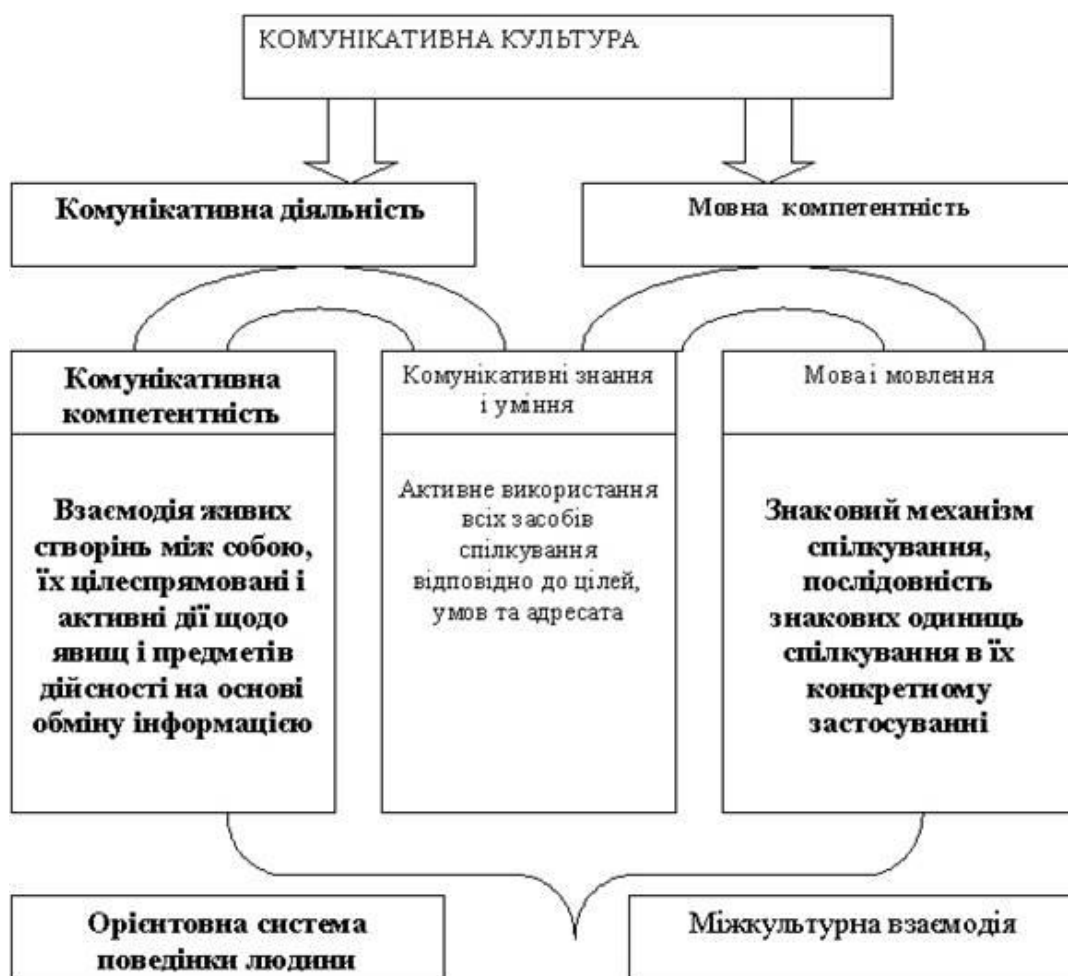 КОМУНІКАТИВНА КУЛЬТУРА
Комунікативна діяльність
Мовна компетентність
Комунікативна
компетентність
Комунікативні знання
і уміння
Мова і мовлення
Взаємодія живих
створінь між собою,
їх цілеспрямовані і
активні дії щодо
явищ і предметів
дійсності на основі
обміну інформацією
Активне використання
всіх засобів
спілкування
відповідно до цілей,
умов та адресата
Знаковий механізм
спілкування,
послідовність
знакових одиниць
спілкування в їх
конкретному
застосуванні
Орієнтовна система
поведінки людини
Міжкультурна взаємодія